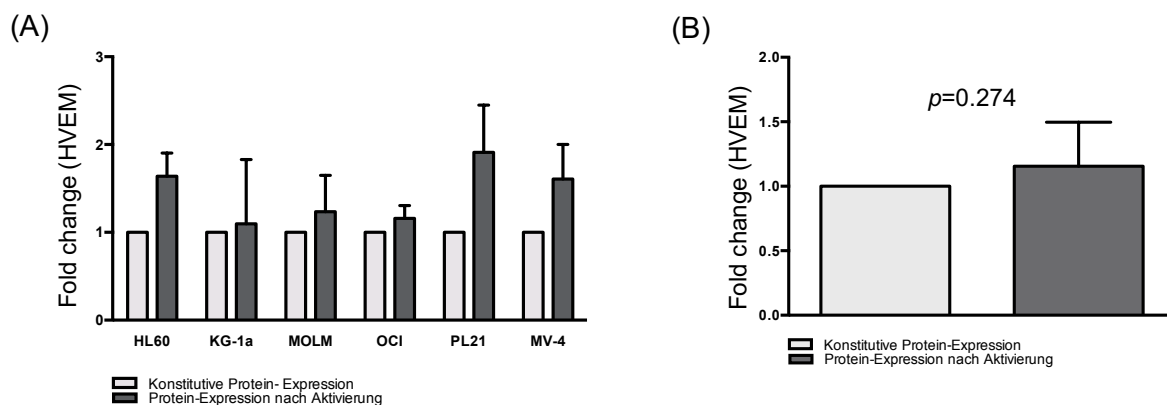 (A)
Fold change (HVEM)
3
2
1
0
HL60 KG-1a MOLM OCI PL21 MV-4
Konstitutive Protein- Expression
Protein-Expression nach Aktivierung
(B)
Fold change (HVEM)
2.0
1.5
1.0
0.5
0.0
p=0.274
Konstitutive Protein-Expression
Protein-Expression nach Aktivierung